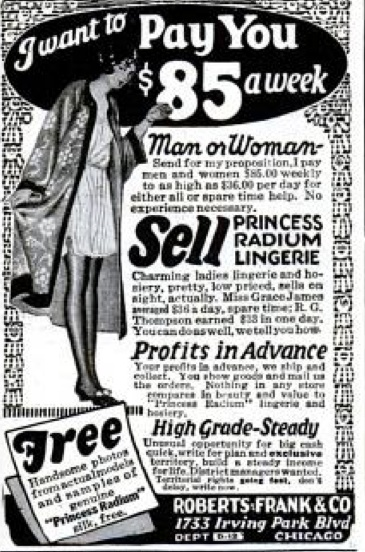 I want to Pay You
$85 a week
Man or Woman-
Send for my proposition, I pay
men and women $85.00 weekly
to as high as $36.00 per day for
either all or spare time help. No
experience necessary.
Sell PRINCESS
RADIUM
LINGERIE
Charming ladies lingerie and ho-
siery, pretty, low priced, sells on
sight, actually. Miss Grace James
averaged $36 a day, spare time; R. G.
Thompson earned $33 in one day.
You can do as well, we tell you how.
Profits in Advance
Your profits in advance, we ship and
collect. You show goods and mail us
the orders. Nothing in any store
compares in beauty and value to
"Princess Radium" lingerie and
hosiery.
High Grade-Steady
Unusual opportunity for big cash
quick, write for plan and exclusive
territory, build a steady income
for life. District managers wanted.
Territorial rights going fast, don't
delay, write now.
Free
Handsome photos
from actual models
and samples of
genuine
"Princess Radium"
silk, free.
ROBERTS-FRANK & CO
1733 Irving Park Blvd
DEPT D-12 CHICAGO